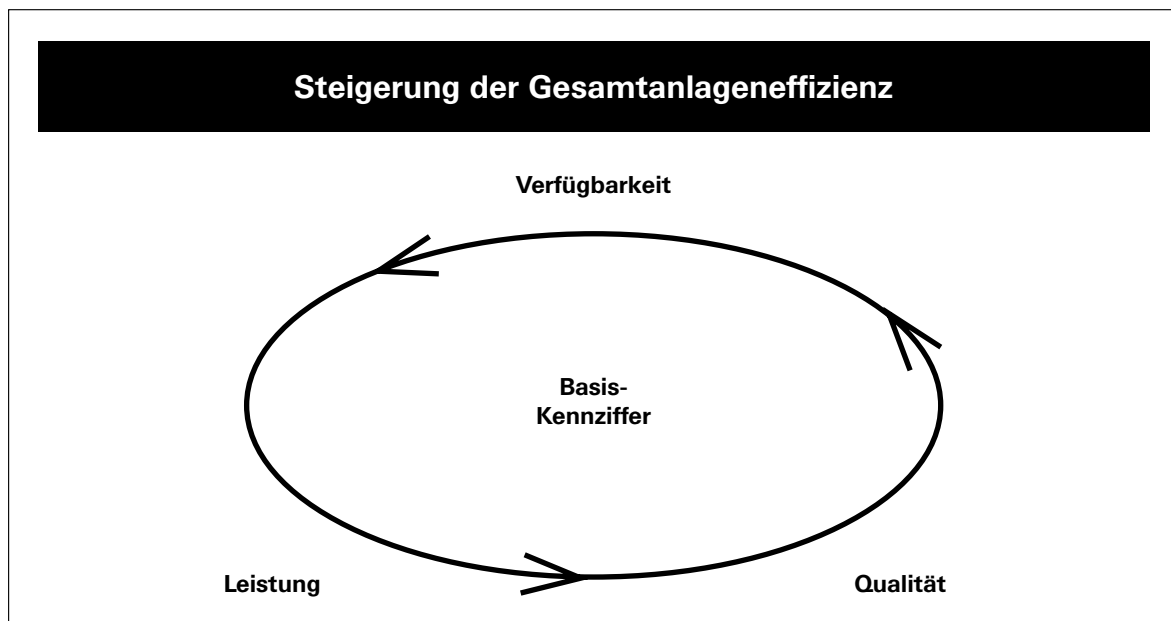 Steigerung der Gesamtanlageneffizienz
Verfügbarkeit
Basis-
Kennziffer
Leistung
Qualität